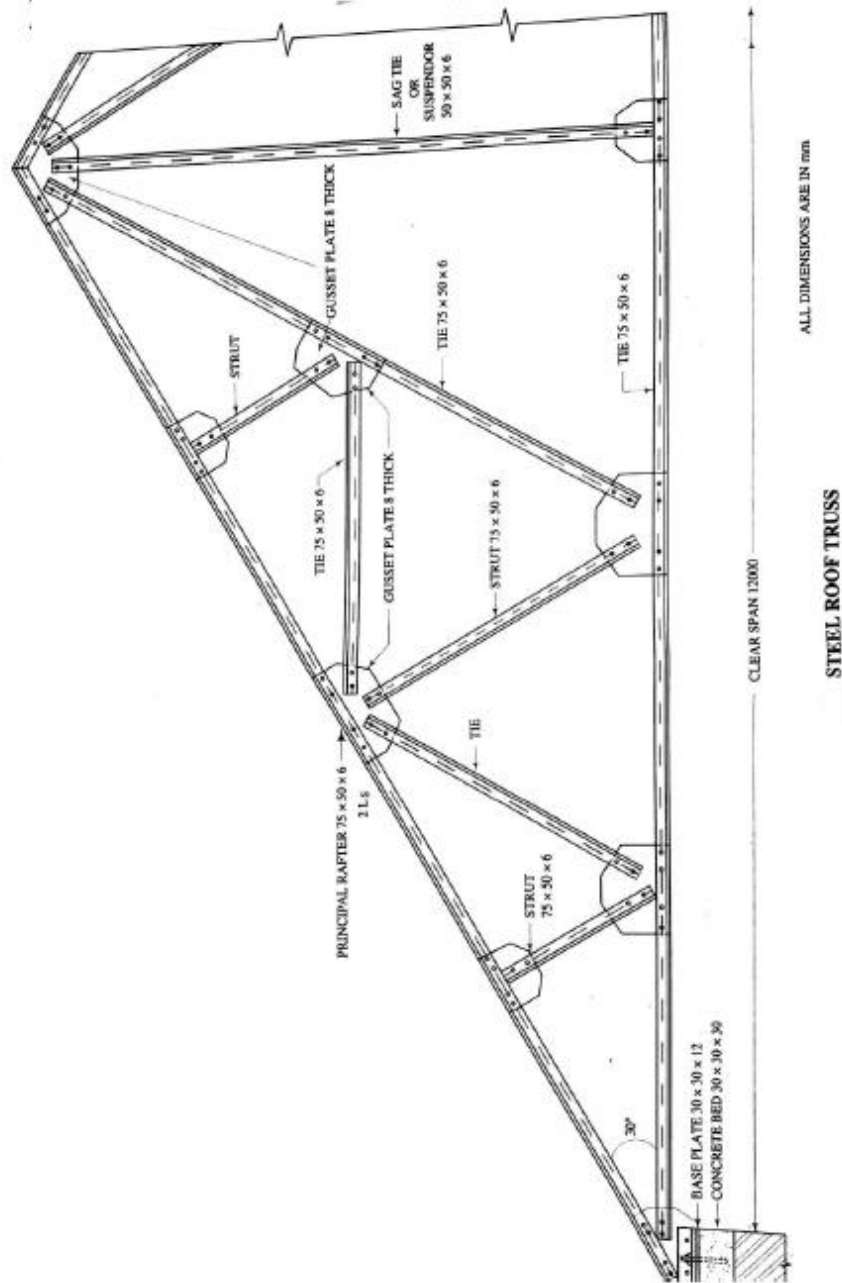 SAG TIE
OR
SUSPENDOR
50 × 50 × 6
GUSSET PLATE 8 THICK
STRUT
TIE 75 × 50 × 6
TIE 75 × 50 × 6
TIE 75 × 50 × 6
GUSSET PLATE 8 THICK
STRUT 75 × 50 × 6
PRINCIPAL RAFTER 75 × 50 × 6
2 L s
TIE
STRUT
75 × 50 × 6
30°
BASE PLATE 30 × 30 × 12
CONCRETE BED 30 × 30 × 30
CLEAR SPAN 12000
ALL DIMENSIONS ARE IN mm
STEEL ROOF TRUSS